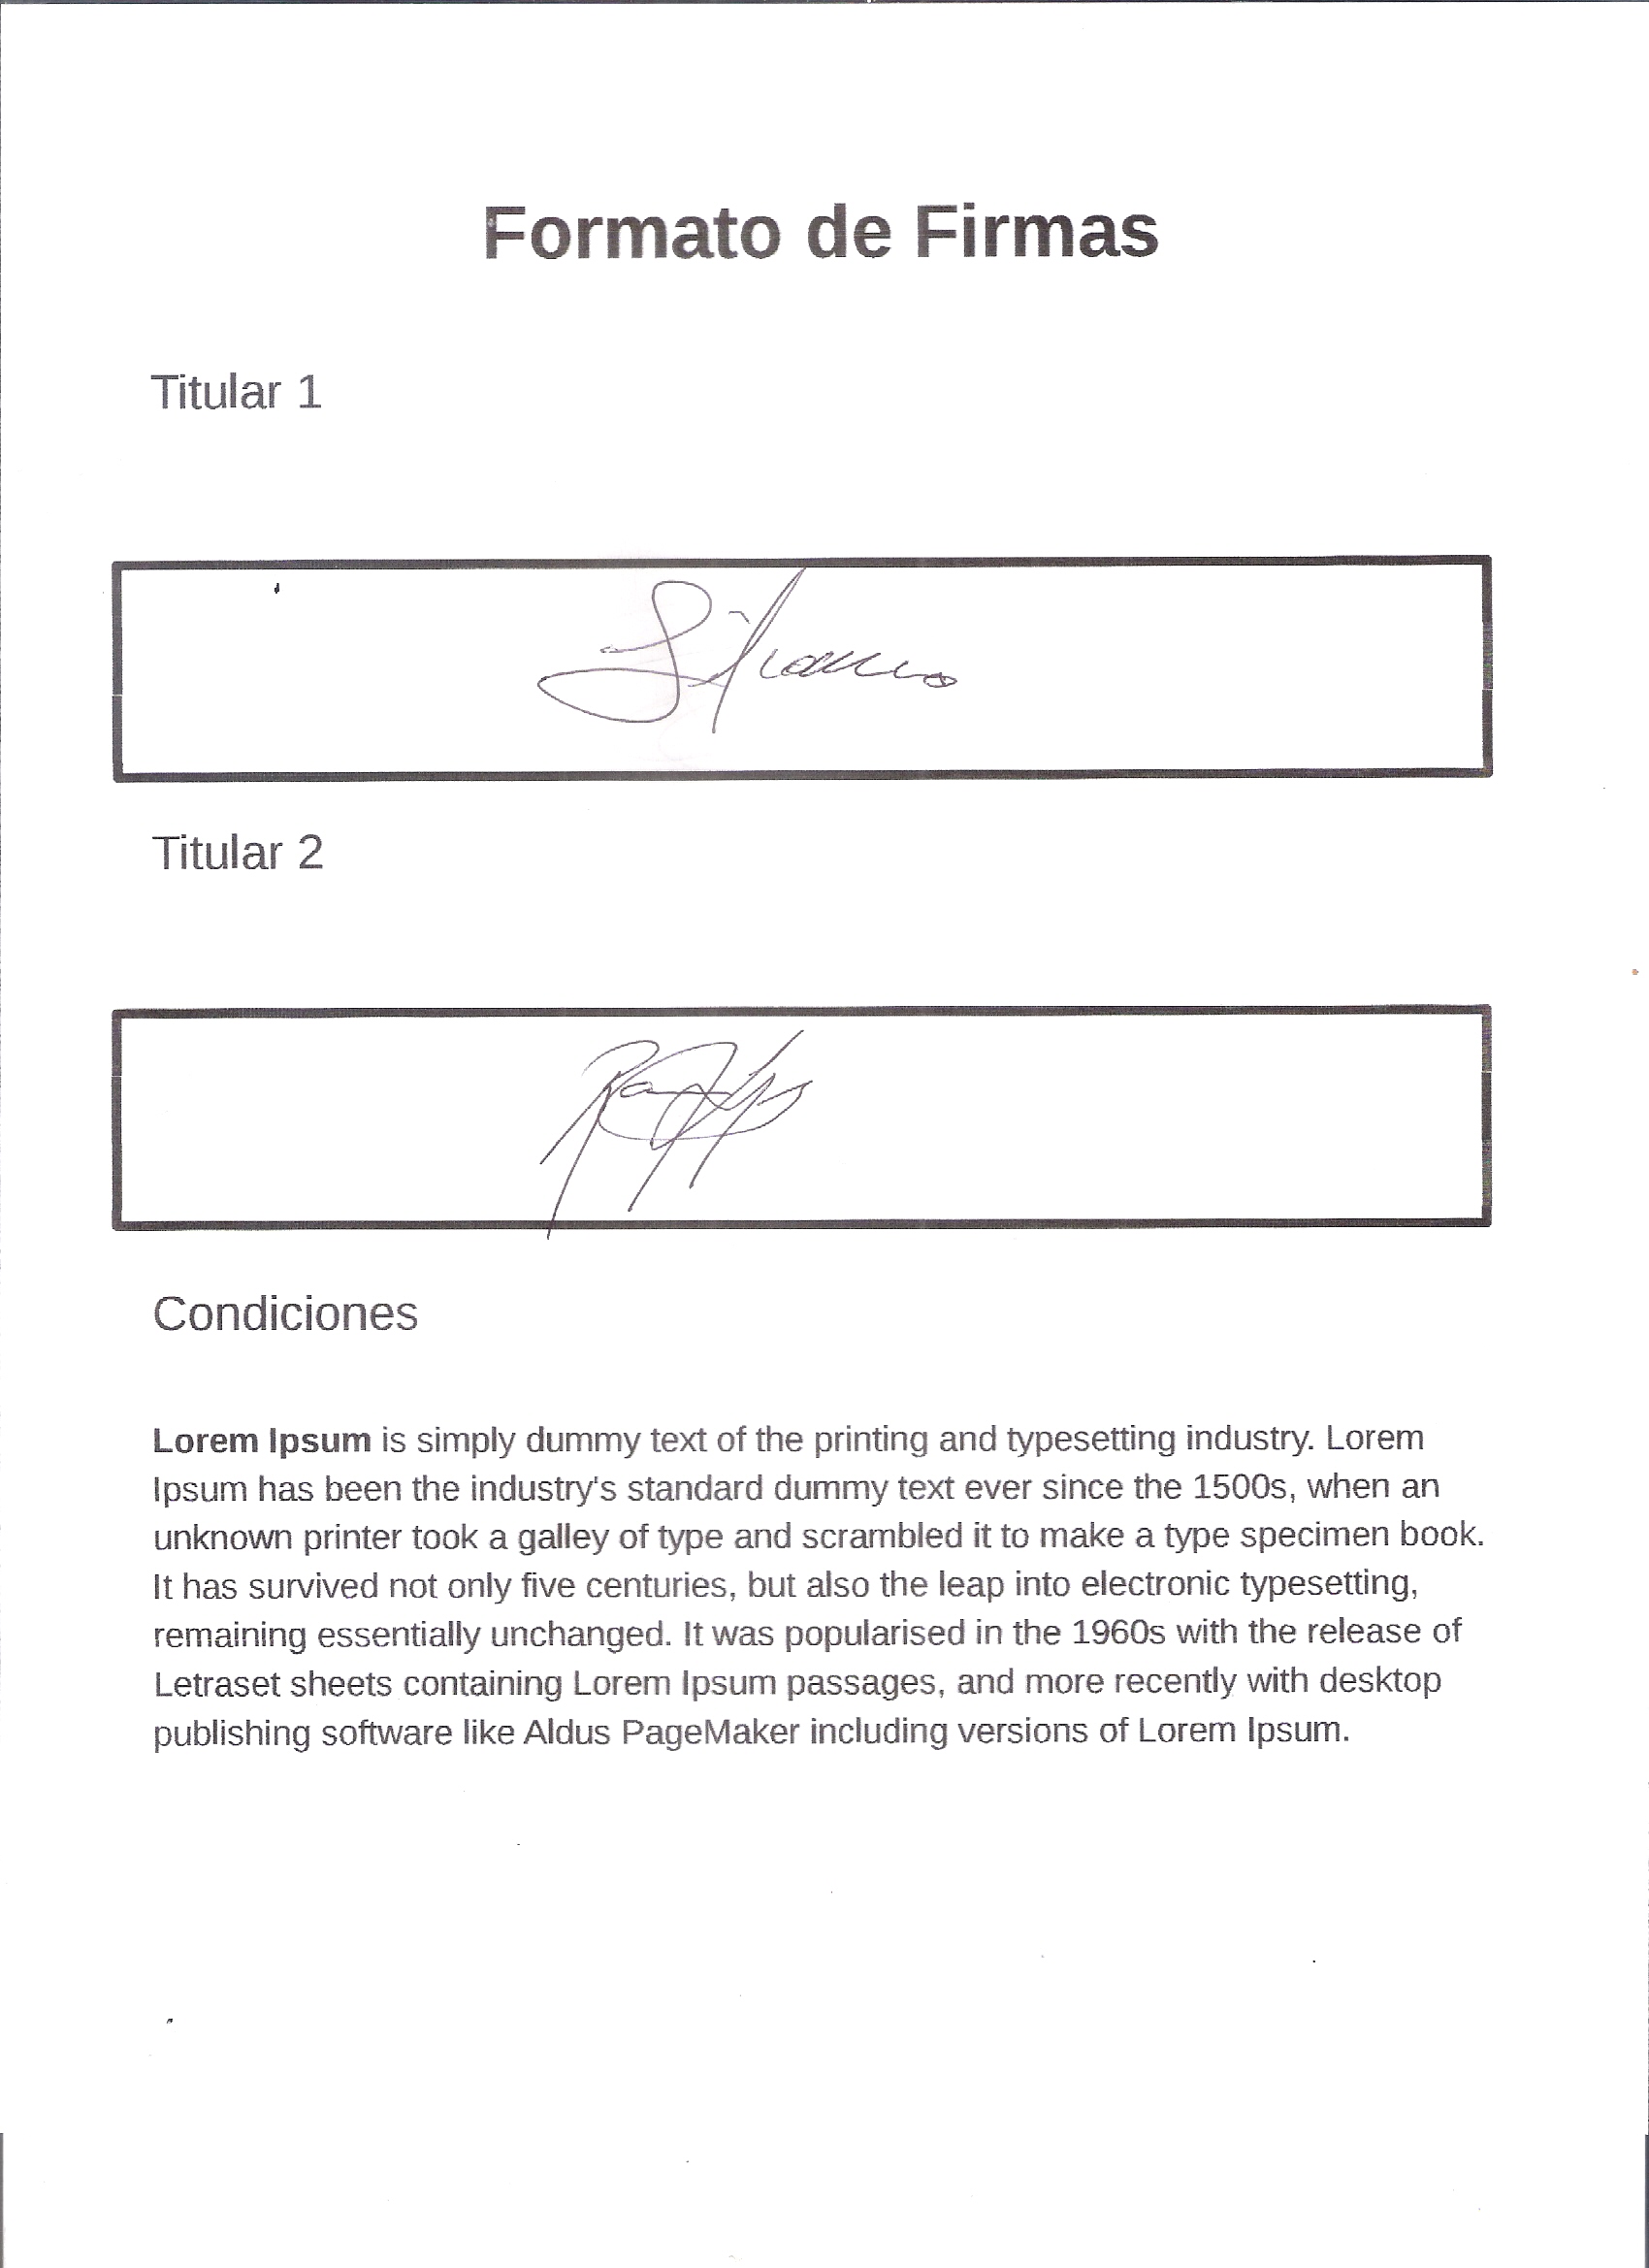 Formato de Firmas
Titular 1
Titular 2
Condiciones
Lorem Ipsum is simply dummy text of the printing and typesetting industry. Lorem
Ipsum has been the industry's standard dummy text ever since the 1500s, when an
unknown printer took a galley of type and scrambled it to make a type specimen book.
It has survived not only five centuries, but also the leap into electronic typesetting,
remaining essentially unchanged. It was popularised in the 1960s with the release of
Letraset sheets containing Lorem Ipsum passages, and more recently with desktop
publishing software like Aldus PageMaker including versions of Lorem Ipsum.